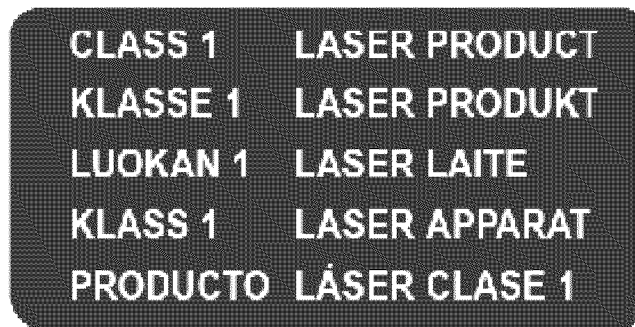 CLASS 1 LASER PRODUCT
KLASSE 1 LASER PRODUKT
LUOKAN 1 LASER LAITE
KLASS 1 LASER APPARAT
PRODUCTO LÁSER CLASE 1